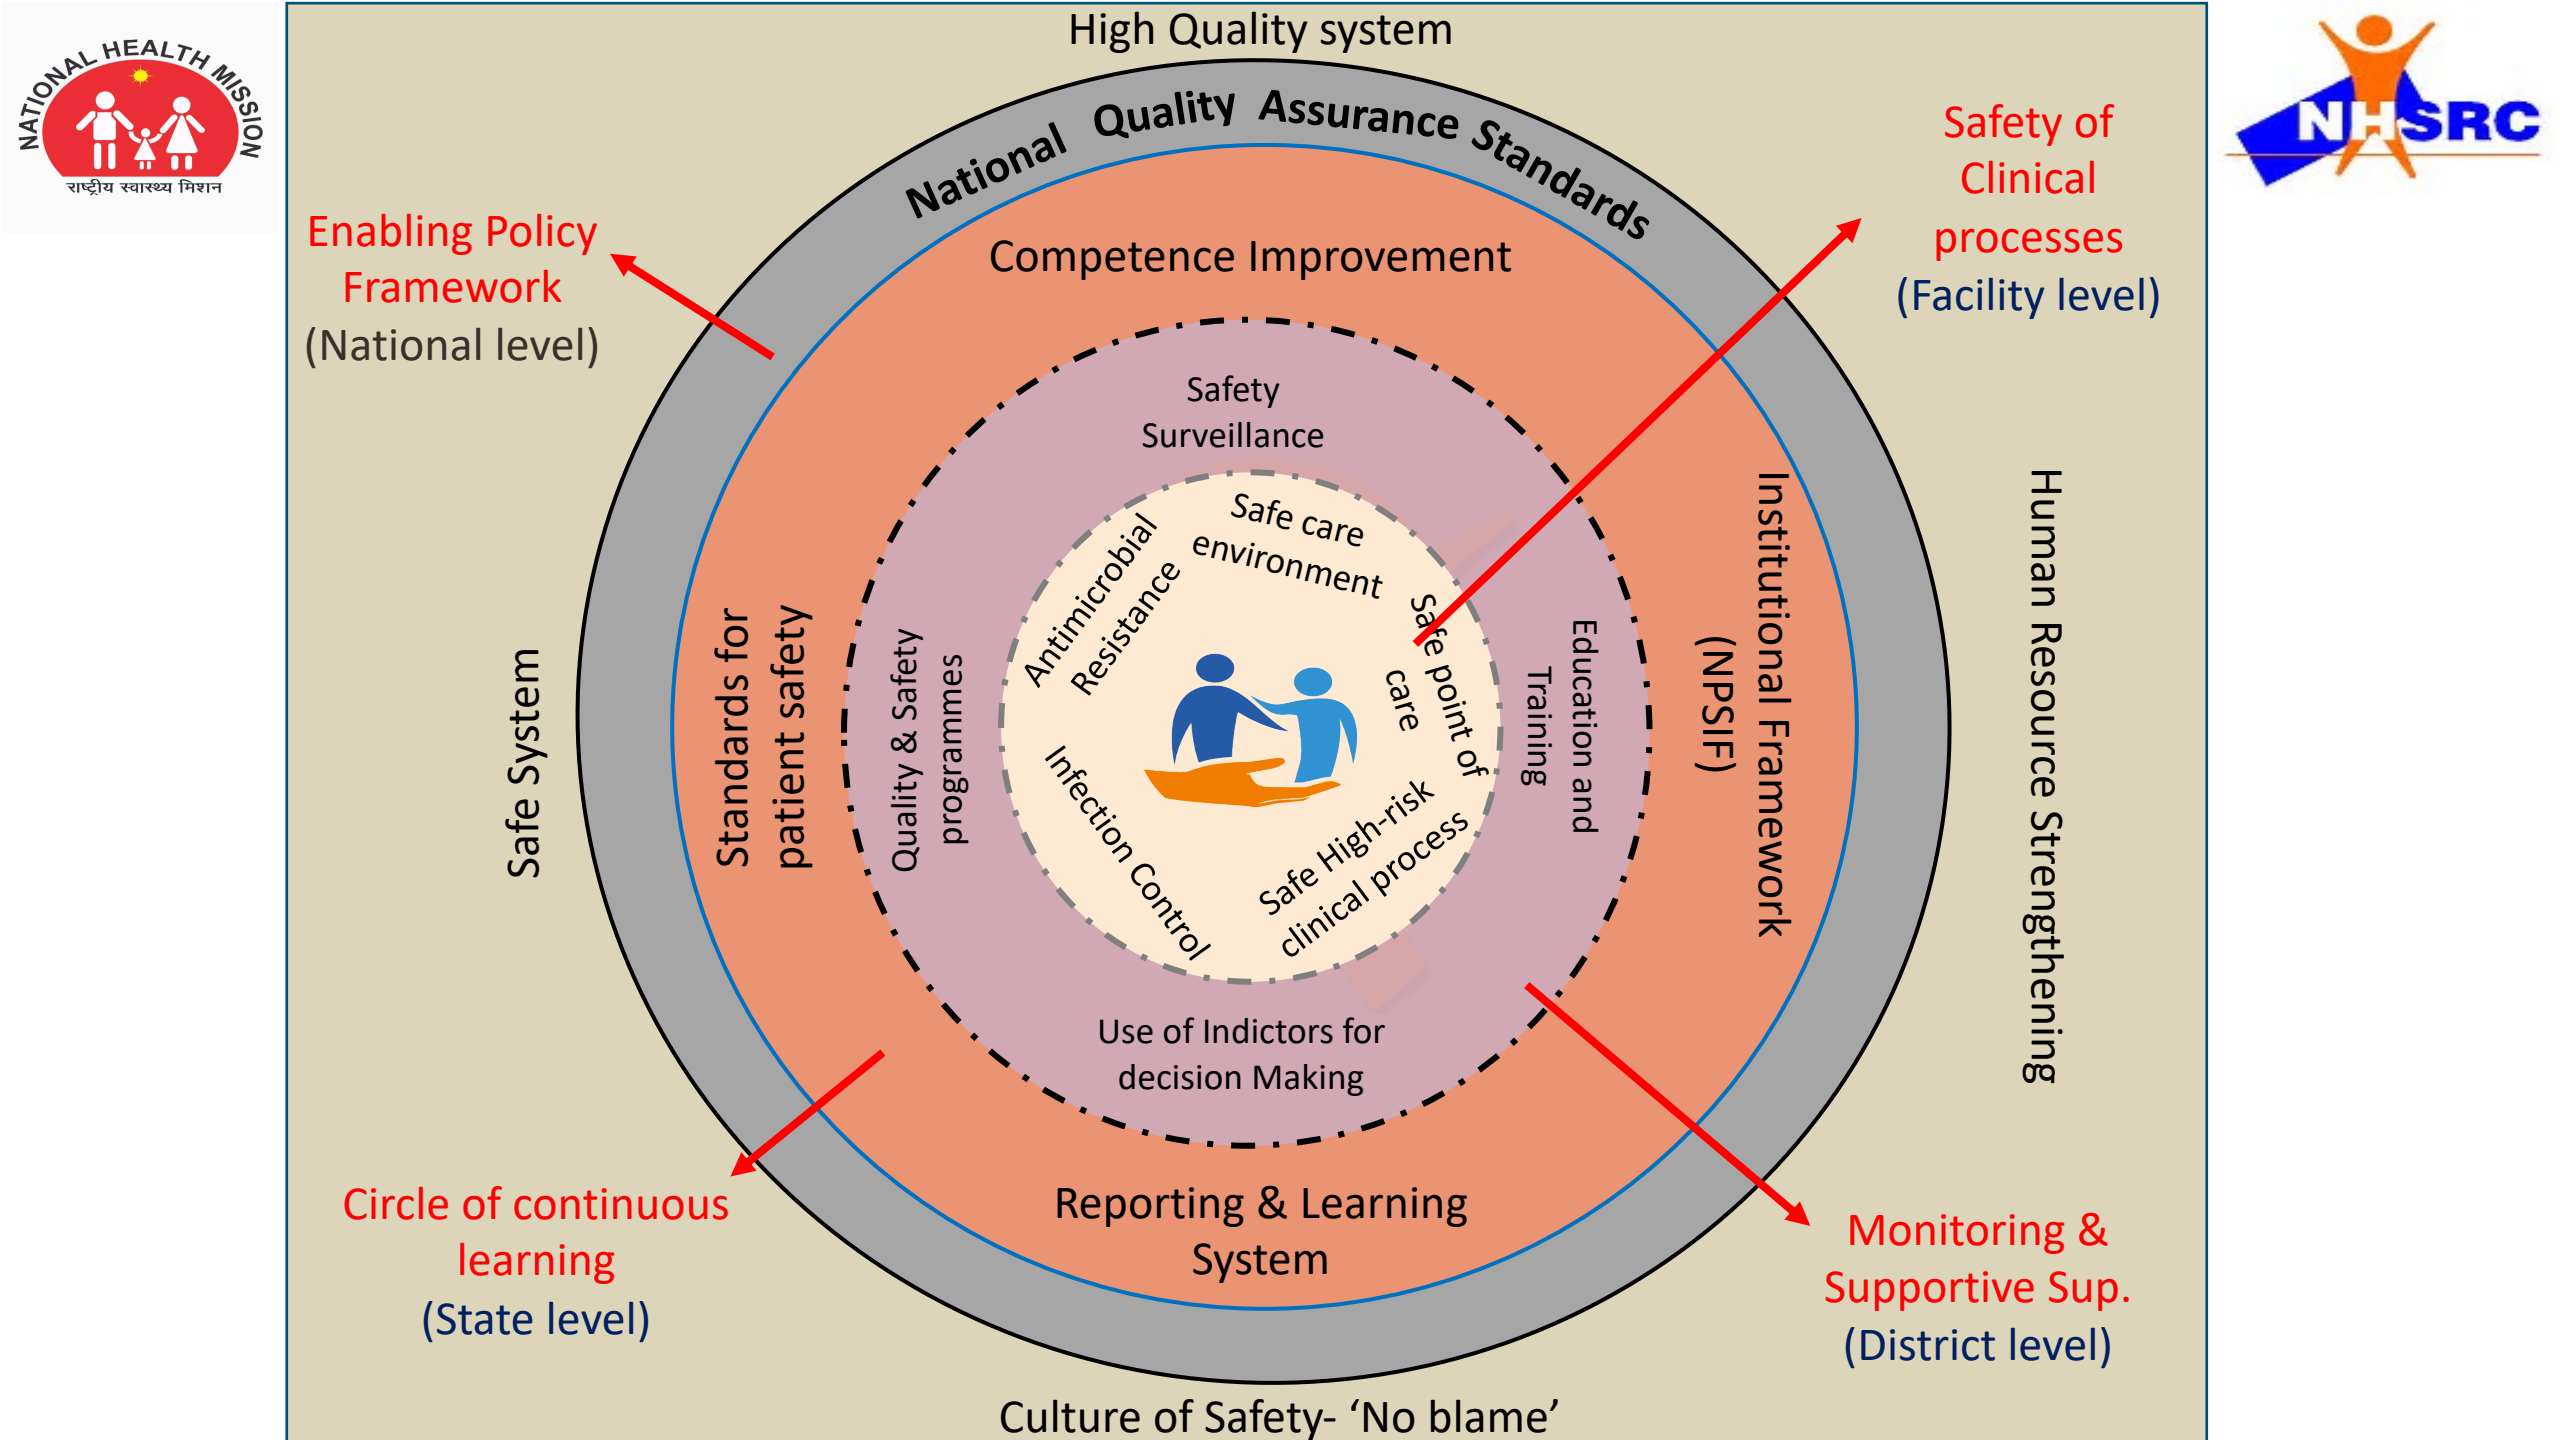 High Quality system
NATIONAL HEALTH MISSION
राष्ट्रीय स्वास्थ्य मिशन
NHSRC
National Quality Assurance Standards
Enabling Policy
Framework
(National level)
Safety of
Clinical
processes
(Facility level)
Competence Improvement
Safety
Surveillance
Safe care
environment
Antimicrobial
Resistance
Safe point of
care
Infection Control
Safe High-risk
clinical process
Safe System
Standards for
patient safety
Quality & Safety
programmes
Education and
Training
Institutional Framework
(NPSIF)
Human Resource Strengthening
Use of Indictors for
decision Making
Reporting & Learning
System
Circle of continuous
learning
(State level)
Monitoring &
Supportive Sup.
(District level)
Culture of Safety- ‘No blame’